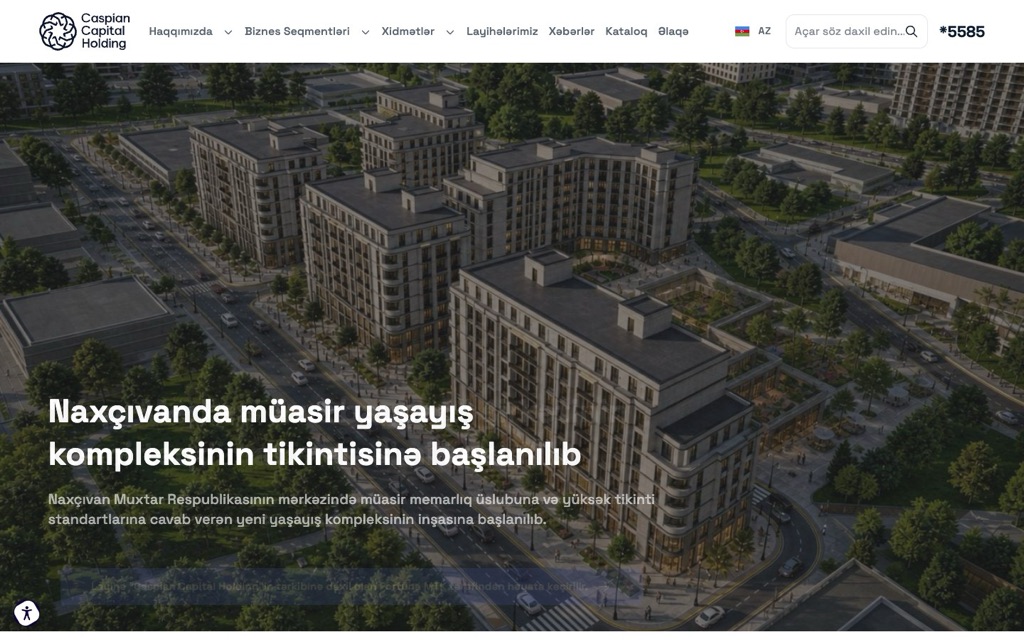 Caspian
Capital
Holding
Haqqımızda
Biznes Seqmentləri
Xidmətlər
Layihələrimiz
Xəbərlər
Kataloq
Əlaqə
AZ
Açar söz daxil edin...
*5585
Naxçıvanda müasir yaşayış
kompleksinin tikintisinə başlanılıb
Naxçıvan Muxtar Respublikasının mərkəzində müasir memarlıq üslubuna və yüksək tikinti
standartlarına cavab verən yeni yaşayış kompleksinin inşasına başlanılıb.